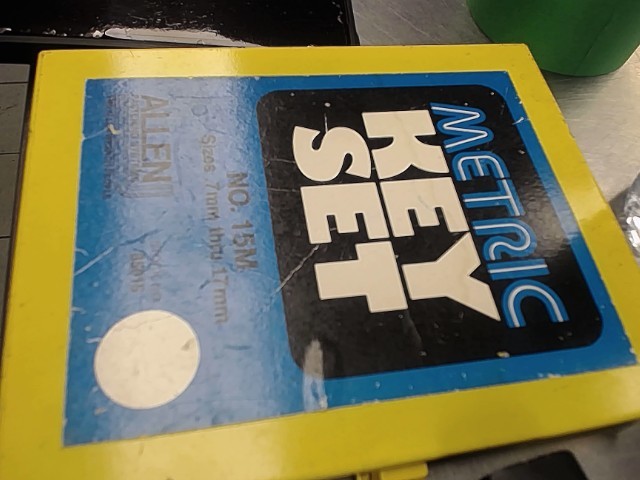 METRIC
KEY
SET
NO. 15M
Sizes 7mm thru 17mm
ALLEN